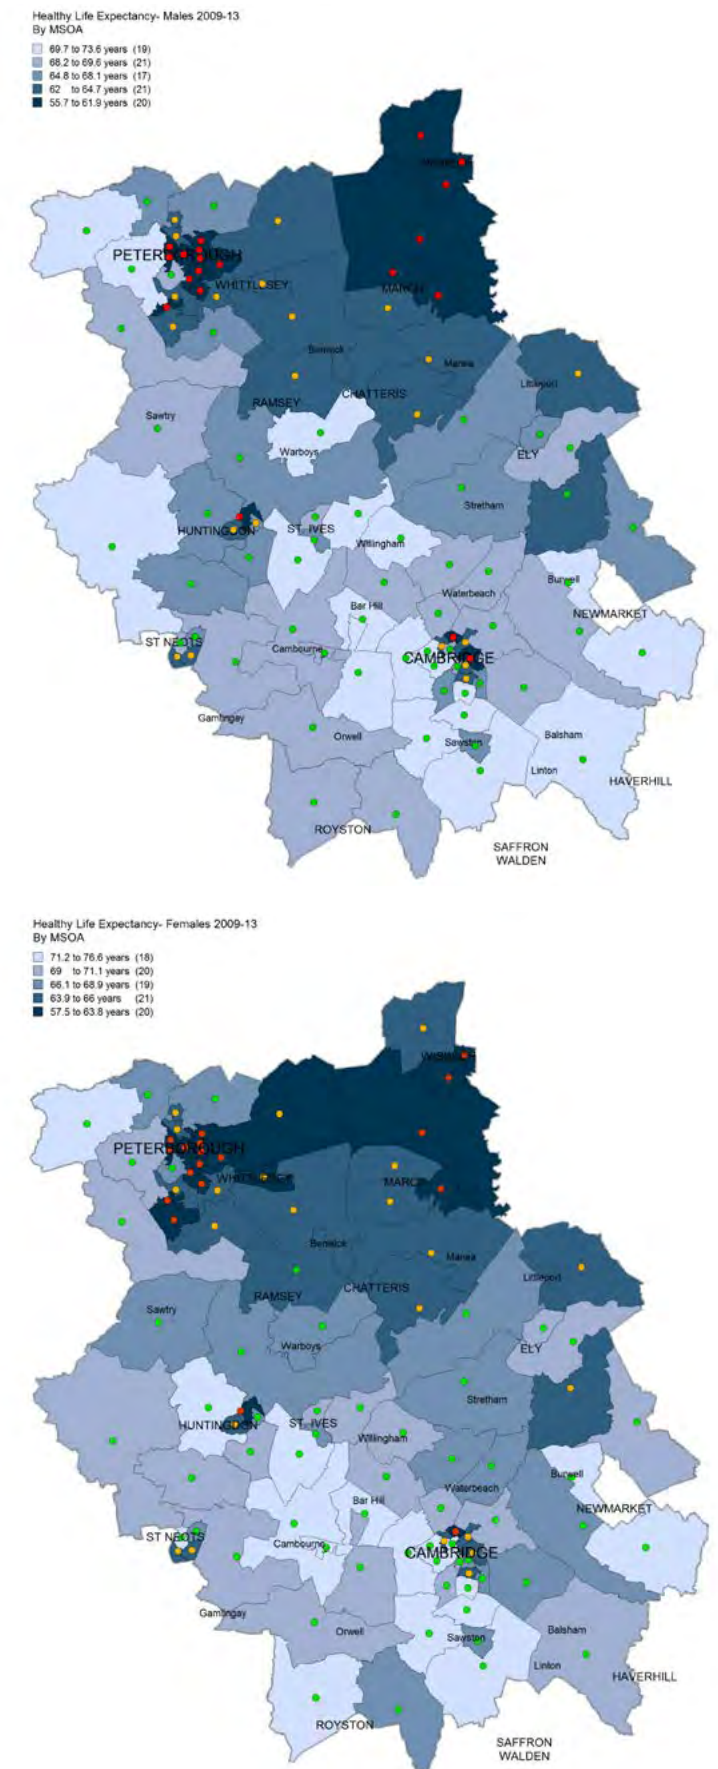 Healthy Life Expectancy- Males 2009-13
By MSOA
69.7 to 73.6 years (19)
68.2 to 69.6 years (21)
64.8 to 68.1 years (17)
62 to 64.7 years (21)
55.7 to 61.9 years (20)
PETERBOROUGH
WHITTLESEY
MARCH
Benwick
Manea
Littleport
CHATTERIS
RAMSEY
Sawtry
Warboys
ELY
Stretham
HUNTINGDON
ST IVES
Willingham
Burwell
Waterbeach
NEWMARKET
Bar Hill
ST NEOTS
Cambourne
CAMBRIDGE
Gamlingay
Orwell
Sawston
Balsham
Linton
HAVERHILL
ROYSTON
SAFFRON
WALDEN
Healthy Life Expectancy- Females 2009-13
By MSOA
71.2 to 76.6 years (18)
69 to 71.1 years (20)
66.1 to 68.9 years (19)
63.9 to 66 years (21)
57.5 to 63.8 years (20)
WISBECH
PETERBOROUGH
WHITTLESEY
MARCH
Benwick
Manea
Littleport
CHATTERIS
RAMSEY
Sawtry
Warboys
ELY
Stretham
HUNTINGDON
ST IVES
Willingham
Burwell
Waterbeach
NEWMARKET
Bar Hill
ST NEOTS
Cambourne
CAMBRIDGE
Gamlingay
Orwell
Sawston
Balsham
Linton
HAVERHILL
ROYSTON
SAFFRON
WALDEN